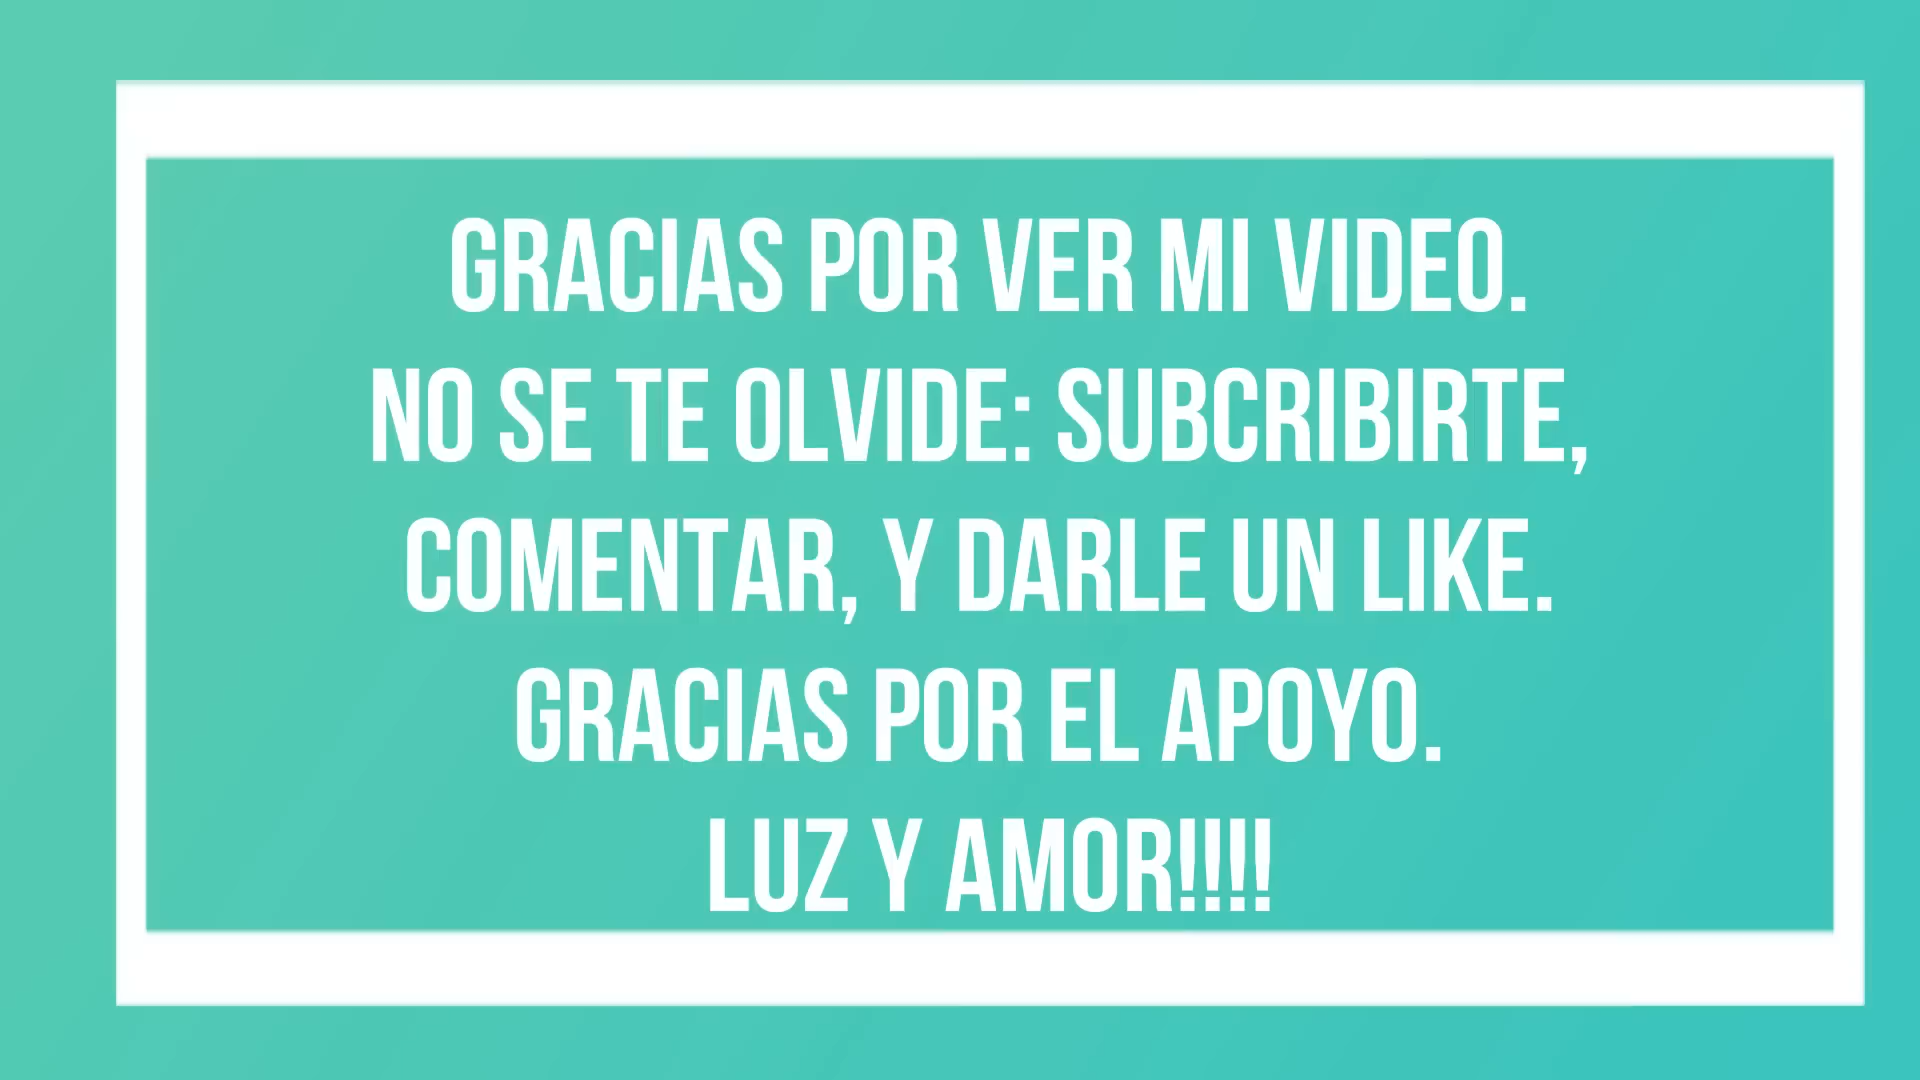 GRACIAS POR VER MI VIDEO.
NO SE TE OLVIDE: SUBCRIBIRTE,
COMENTAR, Y DARLE UN LIKE.
GRACIAS POR EL APOYO.
LUZ Y AMOR!!!!